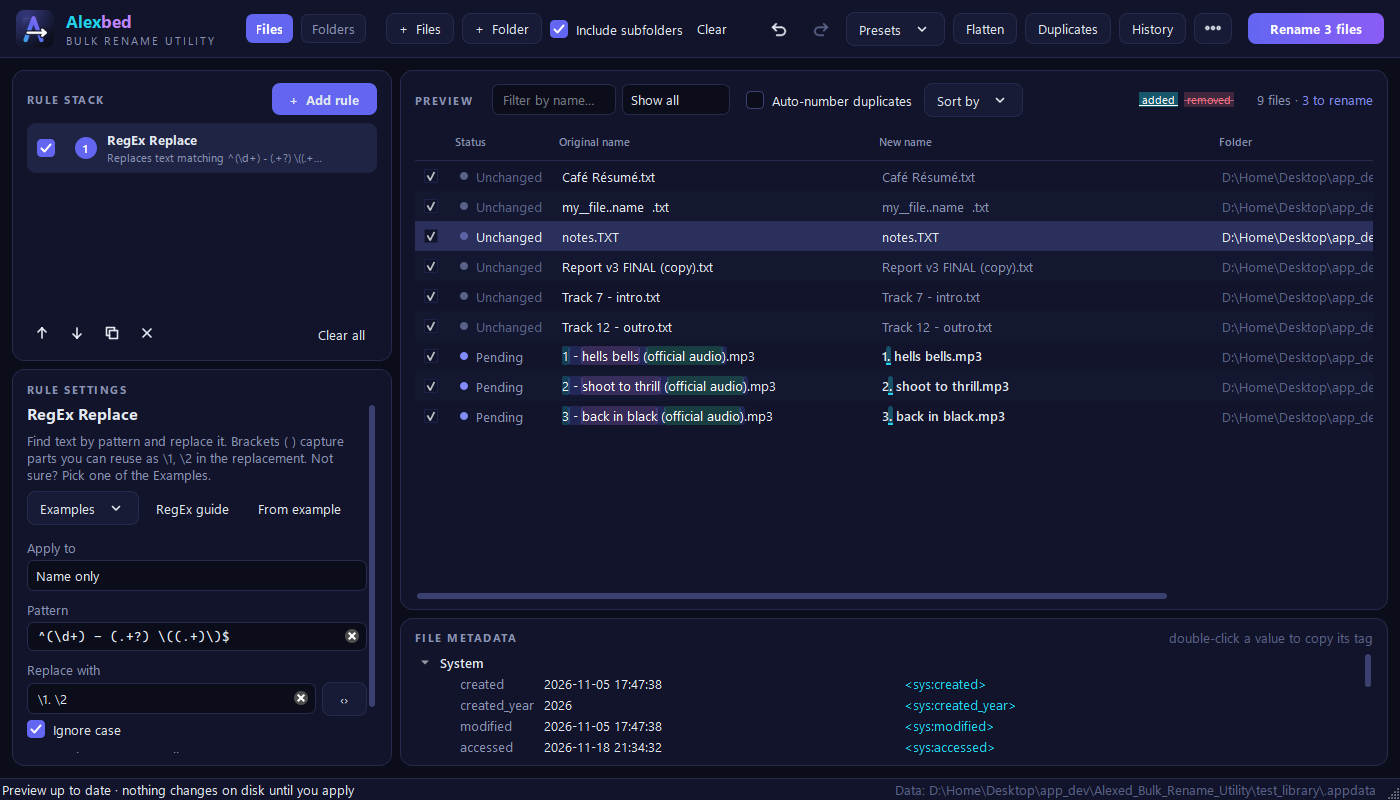 Alexbed
BULK RENAME UTILITY
Files
Folders
+ Files
+ Folder
Include subfolders
Clear
Presets
Flatten
Duplicates
History
•••
Rename 3 files
RULE STACK
+ Add rule
1
RegEx Replace
Replaces text matching ^(\d+) - (.+?) \((.+...
Clear all
RULE SETTINGS
RegEx Replace
Find text by pattern and replace it. Brackets ( ) capture
parts you can reuse as \1, \2 in the replacement. Not
sure? Pick one of the Examples.
Examples
RegEx guide
From example
Apply to
Name only
Pattern
^(\d+) - (.+?) \((.+)\)$
Replace with
\1. \2
‹›
Ignore case
PREVIEW
Filter by name...
Show all
Auto-number duplicates
Sort by
added removed
9 files · 3 to rename
Status Original name New name Folder
Unchanged Café Résumé.txt Café Résumé.txt D:\Home\Desktop\app_de
Unchanged my__file..name  .txt my__file..name  .txt D:\Home\Desktop\app_de
Unchanged notes.TXT notes.TXT D:\Home\Desktop\app_de
Unchanged Report v3 FINAL (copy).txt Report v3 FINAL (copy).txt D:\Home\Desktop\app_de
Unchanged Track 7 - intro.txt Track 7 - intro.txt D:\Home\Desktop\app_de
Unchanged Track 12 - outro.txt Track 12 - outro.txt D:\Home\Desktop\app_de
Pending 1 - hells bells (official audio).mp3 1. hells bells.mp3 D:\Home\Desktop\app_de
Pending 2 - shoot to thrill (official audio).mp3 2. shoot to thrill.mp3 D:\Home\Desktop\app_de
Pending 3 - back in black (official audio).mp3 3. back in black.mp3 D:\Home\Desktop\app_de
FILE METADATA
double-click a value to copy its tag
System
created 2026-11-05 17:47:38 <sys:created>
created_year 2026 <sys:created_year>
modified 2026-11-05 17:47:38 <sys:modified>
accessed 2026-11-18 21:34:32 <sys:accessed>
Preview up to date · nothing changes on disk until you apply
Data: D:\Home\Desktop\app_dev\Alexed_Bulk_Rename_Utility\test_library\.appdata